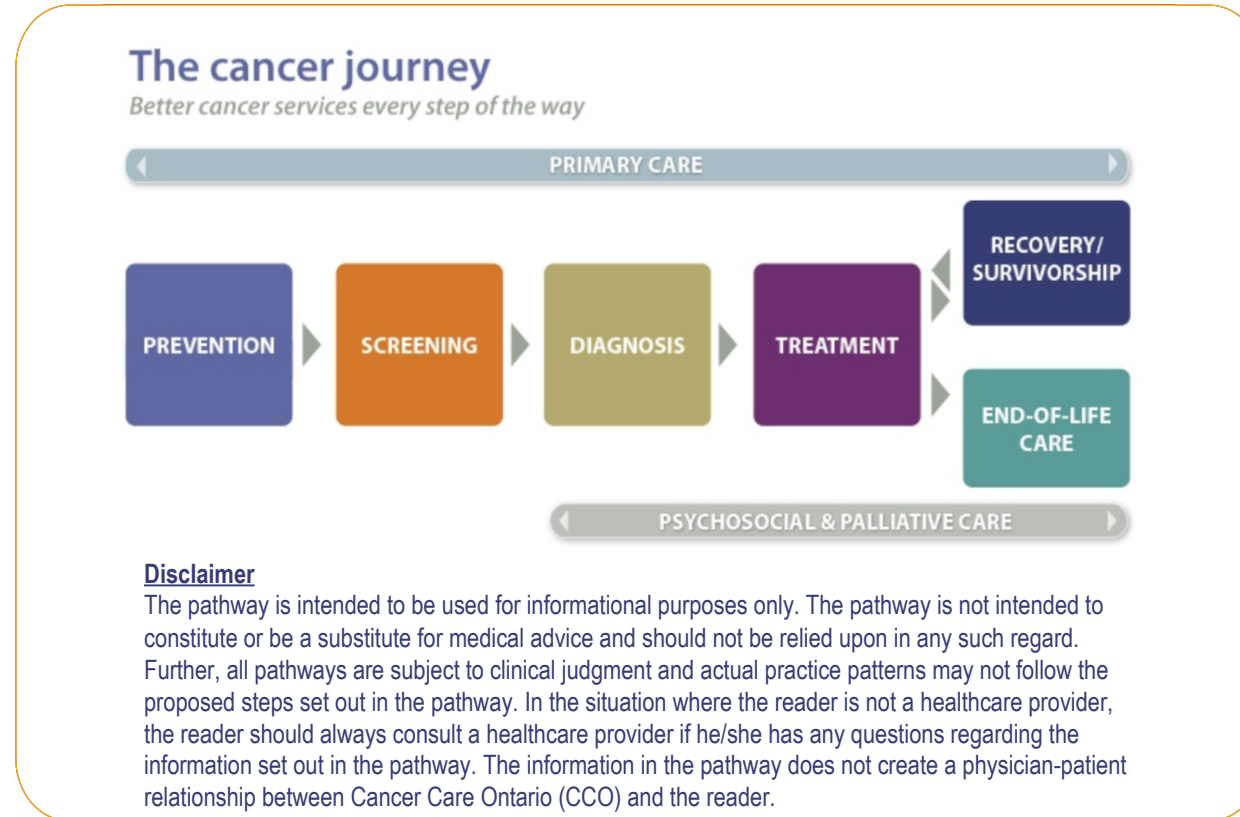 The cancer journey
Better cancer services every step of the way
PRIMARY CARE
PREVENTION
SCREENING
DIAGNOSIS
TREATMENT
RECOVERY/
SURVIVORSHIP
END-OF-LIFE
CARE
PSYCHOSOCIAL & PALLIATIVE CARE
Disclaimer
The pathway is intended to be used for informational purposes only. The pathway is not intended to
constitute or be a substitute for medical advice and should not be relied upon in any such regard.
Further, all pathways are subject to clinical judgment and actual practice patterns may not follow the
proposed steps set out in the pathway. In the situation where the reader is not a healthcare provider,
the reader should always consult a healthcare provider if he/she has any questions regarding the
information set out in the pathway. The information in the pathway does not create a physician-patient
relationship between Cancer Care Ontario (CCO) and the reader.